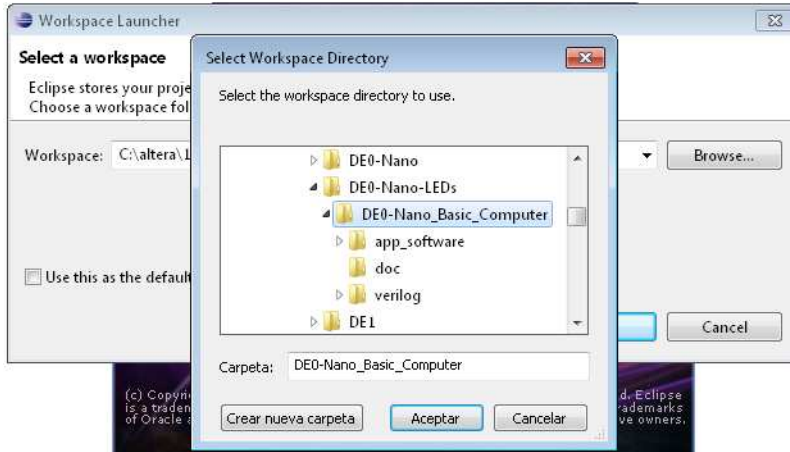 Workspace Launcher
Select a workspace
Eclipse stores your proje
Choose a workspace fol
Workspace: C:\altera\1
Browse...
Use this as the default
Cancel
Select Workspace Directory
Select the workspace directory to use.
DE0-Nano
DE0-Nano-LEDs
DE0-Nano_Basic_Computer
app_software
doc
verilog
DE1
Carpeta: DE0-Nano_Basic_Computer
Crear nueva carpeta Aceptar Cancelar
(c) Copyri d. Eclipse
is a tradem ademarks
of Oracle a ve owners.